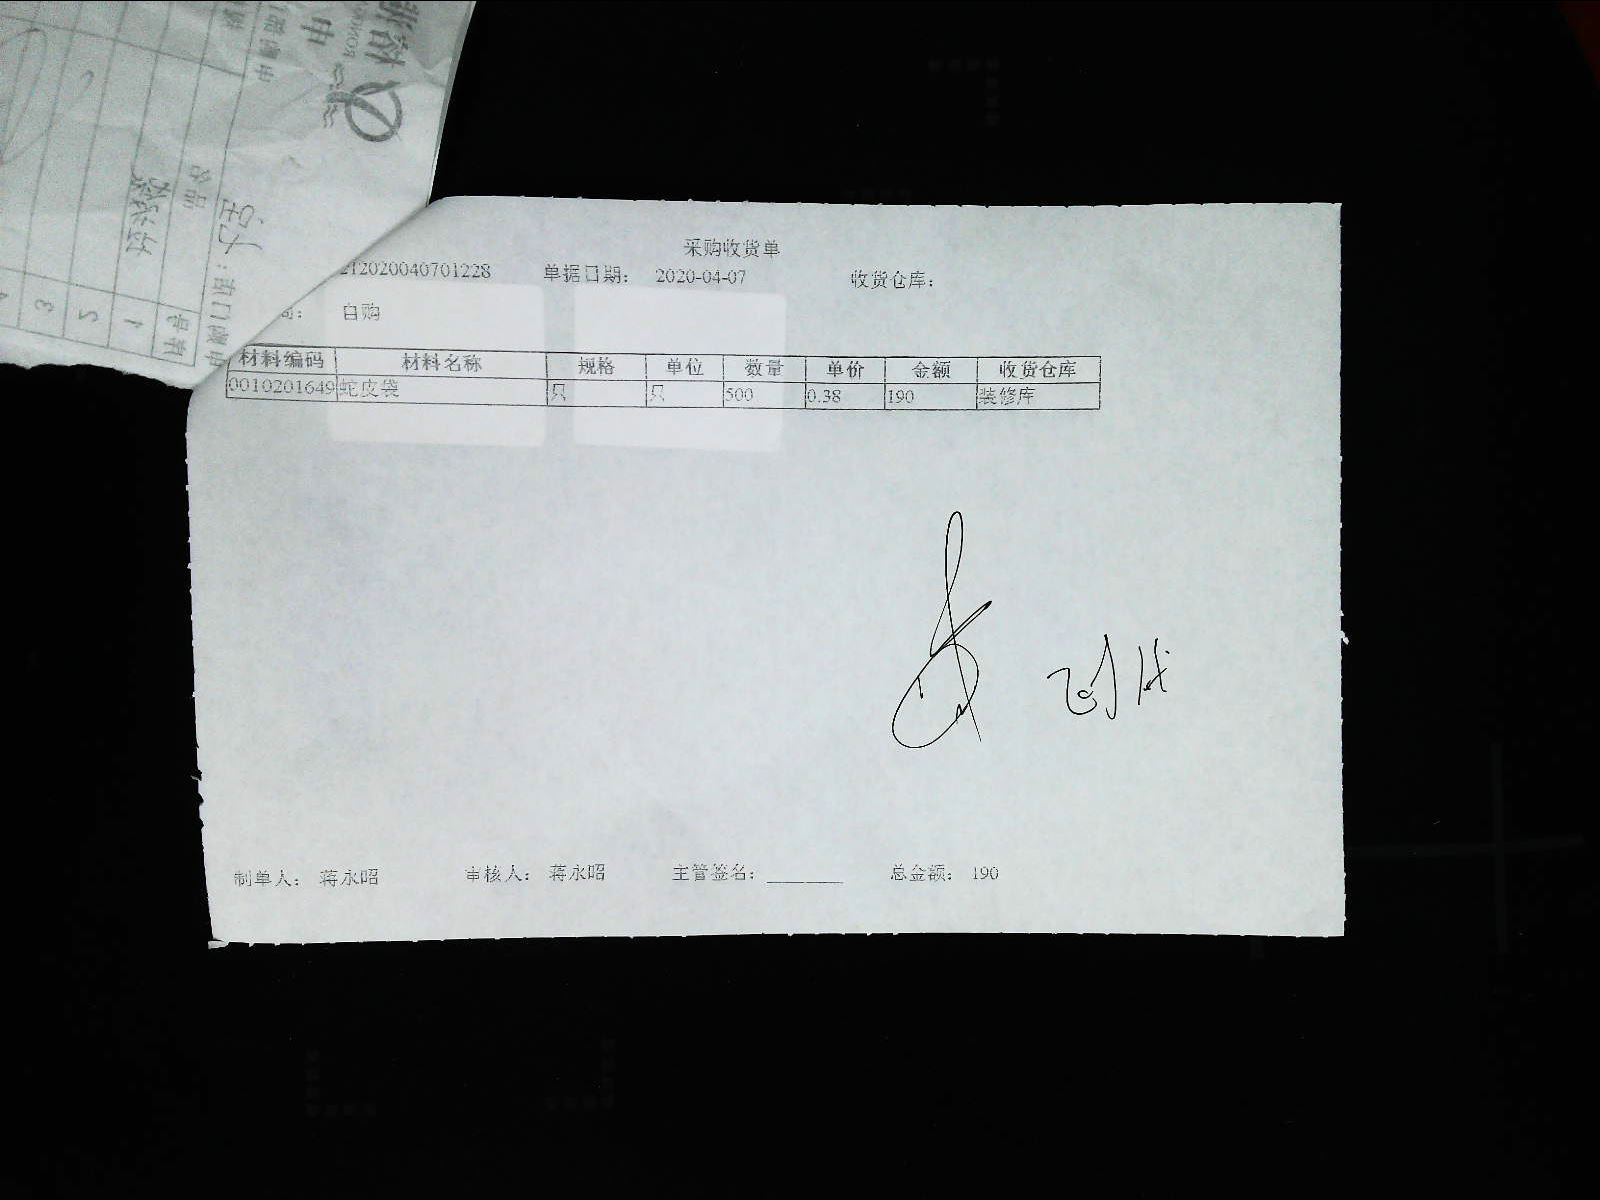 采购收货单
212020040701228 单据日期： 2020-04-07 收货仓库：
商： 自购
材料编码 材料名称 规格 单位 数量 单价 金额 收货仓库
0010201649 蛇皮袋 只 只 500 0.38 190 装修库
制单人： 蒋永昭 审核人： 蒋永昭 主管签名：______ 总金额： 190